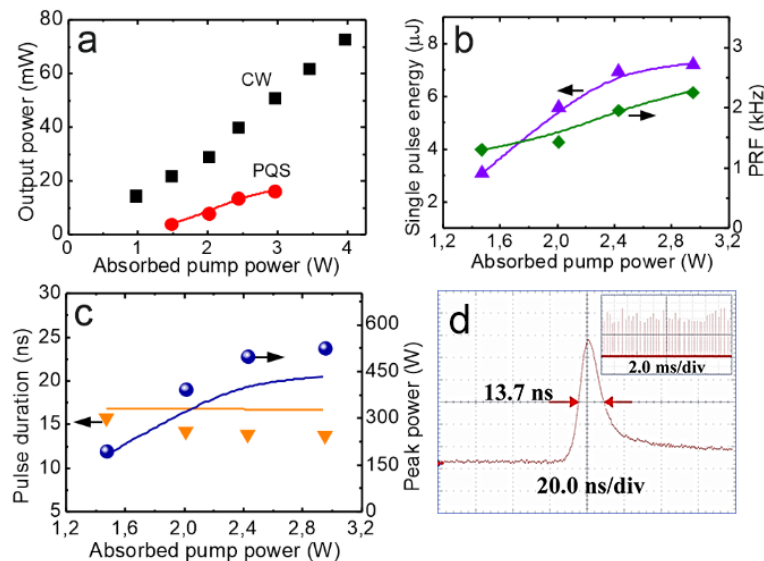 a
Output power (mW)
80
60
40
20
0
CW
PQS
0 1 2 3 4
Absorbed pump power (W)
b
Single pulse energy (μJ)
8
6
4
2
3
2
1
0
PRF (kHz)
1,2 1,6 2,0 2,4 2,8 3,2
Absorbed pump power (W)
c
Pulse duration (ns)
30
25
20
15
10
5
600
450
300
150
0
Peak power (W)
1,2 1,6 2,0 2,4 2,8 3,2
Absorbed pump power (W)
d
2.0 ms/div
13.7 ns
20.0 ns/div